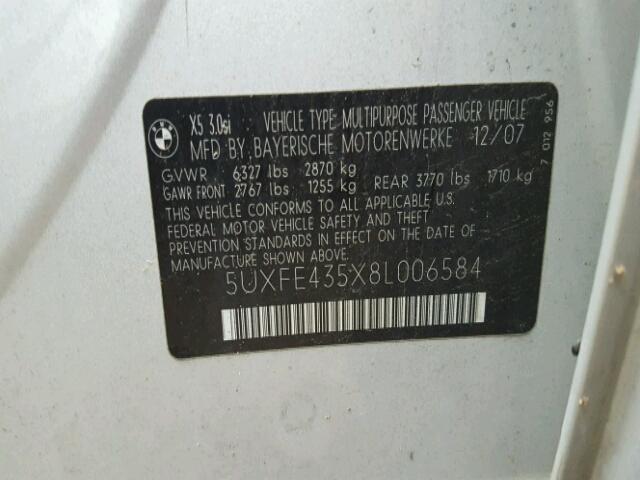 BMW
X5 3.0si VEHICLE TYPE MULTIPURPOSE PASSENGER VEHICLE
MFD BY BAYERISCHE MOTORENWERKE 12/07
GVWR 6327 lbs 2870 kg
GAWR FRONT 2767 lbs 1255 kg REAR 3770 lbs 1710 kg
THIS VEHICLE CONFORMS TO ALL APPLICABLE U.S.
FEDERAL MOTOR VEHICLE SAFETY AND THEFT
PREVENTION STANDARDS IN EFFECT ON THE DATE OF
MANUFACTURE SHOWN ABOVE.
5UXFE435X8L006584
7 012 956